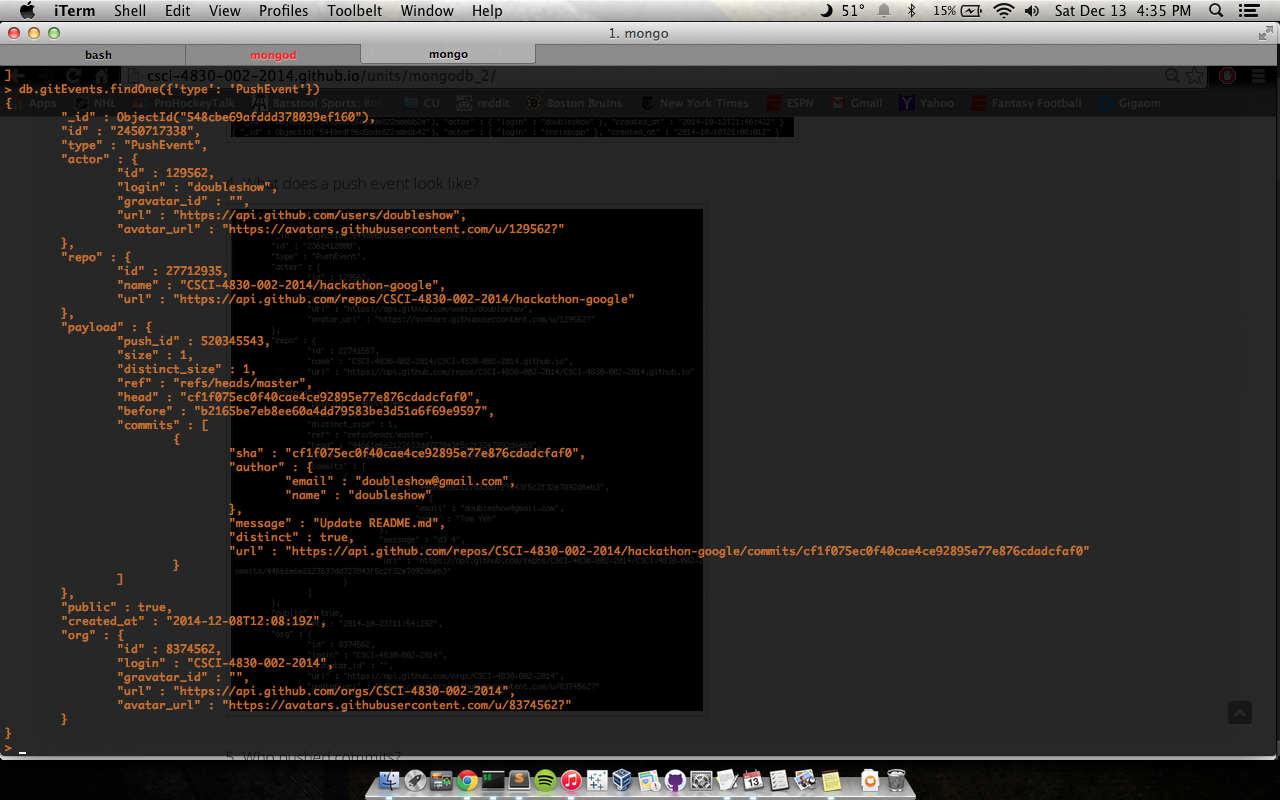 iTerm Shell Edit View Profiles Toolbelt Window Help 51° 15% Sat Dec 13 4:35 PM
1. mongo
bash mongod mongo
csci-4830-002-2014.github.io/units/mongodb_2/
Apps NHL ProHockeyTalk Barstool Sports: Bos CU reddit Boston Bruins New York Times ESPN Gmail Yahoo Fantasy Football Gigaom
]
> db.gitEvents.findOne({'type': 'PushEvent'})
{
"_id" : ObjectId("548cbe69afddd378039ef160"),
"id" : "2450717338",
"type" : "PushEvent",
"actor" : {
"id" : 129562,
"login" : "doubleshow",
"gravatar_id" : "",
"url" : "https://api.github.com/users/doubleshow",
"avatar_url" : "https://avatars.githubusercontent.com/u/129562?"
},
"repo" : {
"id" : 27712935,
"name" : "CSCI-4830-002-2014/hackathon-google",
"url" : "https://api.github.com/repos/CSCI-4830-002-2014/hackathon-google"
},
"payload" : {
"push_id" : 520345543,
"size" : 1,
"distinct_size" : 1,
"ref" : "refs/heads/master",
"head" : "cf1f075ec0f40cae4ce92895e77e876cdadcfaf0",
"before" : "b2165be7eb8ee60a4dd79583be3d51a6f69e9597",
"commits" : [
{
"sha" : "cf1f075ec0f40cae4ce92895e77e876cdadcfaf0",
"author" : {
"email" : "doubleshow@gmail.com",
"name" : "doubleshow"
},
"message" : "Update README.md",
"distinct" : true,
"url" : "https://api.github.com/repos/CSCI-4830-002-2014/hackathon-google/commits/cf1f075ec0f40cae4ce92895e77e876cdadcfaf0"
}
]
},
"public" : true,
"created_at" : "2014-12-08T12:08:19Z",
"org" : {
"id" : 8374562,
"login" : "CSCI-4830-002-2014",
"gravatar_id" : "",
"url" : "https://api.github.com/orgs/CSCI-4830-002-2014",
"avatar_url" : "https://avatars.githubusercontent.com/u/8374562?"
}
}
>
What does a push event look like?
5. Who pushed commits?